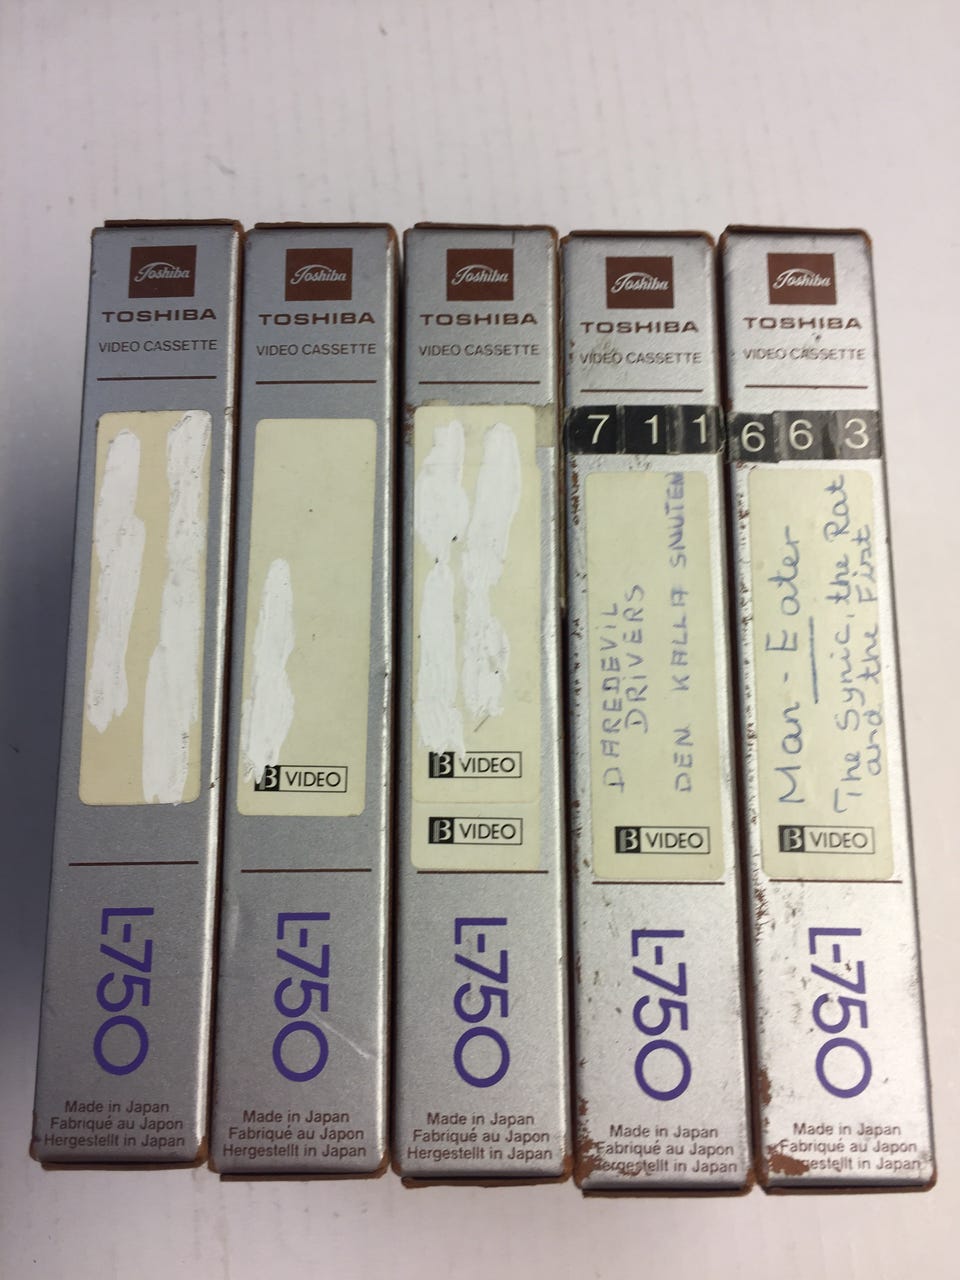 Toshiba
TOSHIBA
VIDEO CASSETTE
L-750
Made in Japan
Fabriqué au Japon
Hergestellt in Japan
Toshiba
TOSHIBA
VIDEO CASSETTE
B VIDEO
L-750
Made in Japan
Fabriqué au Japon
Hergestellt in Japan
Toshiba
TOSHIBA
VIDEO CASSETTE
B VIDEO
B VIDEO
L-750
Made in Japan
Fabriqué au Japon
Hergestellt in Japan
Toshiba
TOSHIBA
VIDEO CASSETTE
7 1 1
DAREDEVIL
DRIVERS
DEN KALLA SNUTEN
B VIDEO
L-750
Made in Japan
Fabriqué au Japon
Hergestellt in Japan
Toshiba
TOSHIBA
VIDEO CASSETTE
6 6 3
Man-Eater
The Synic, the Rat
and the First
B VIDEO
L-750
Made in Japan
Fabriqué au Japon
gestellt in Japan